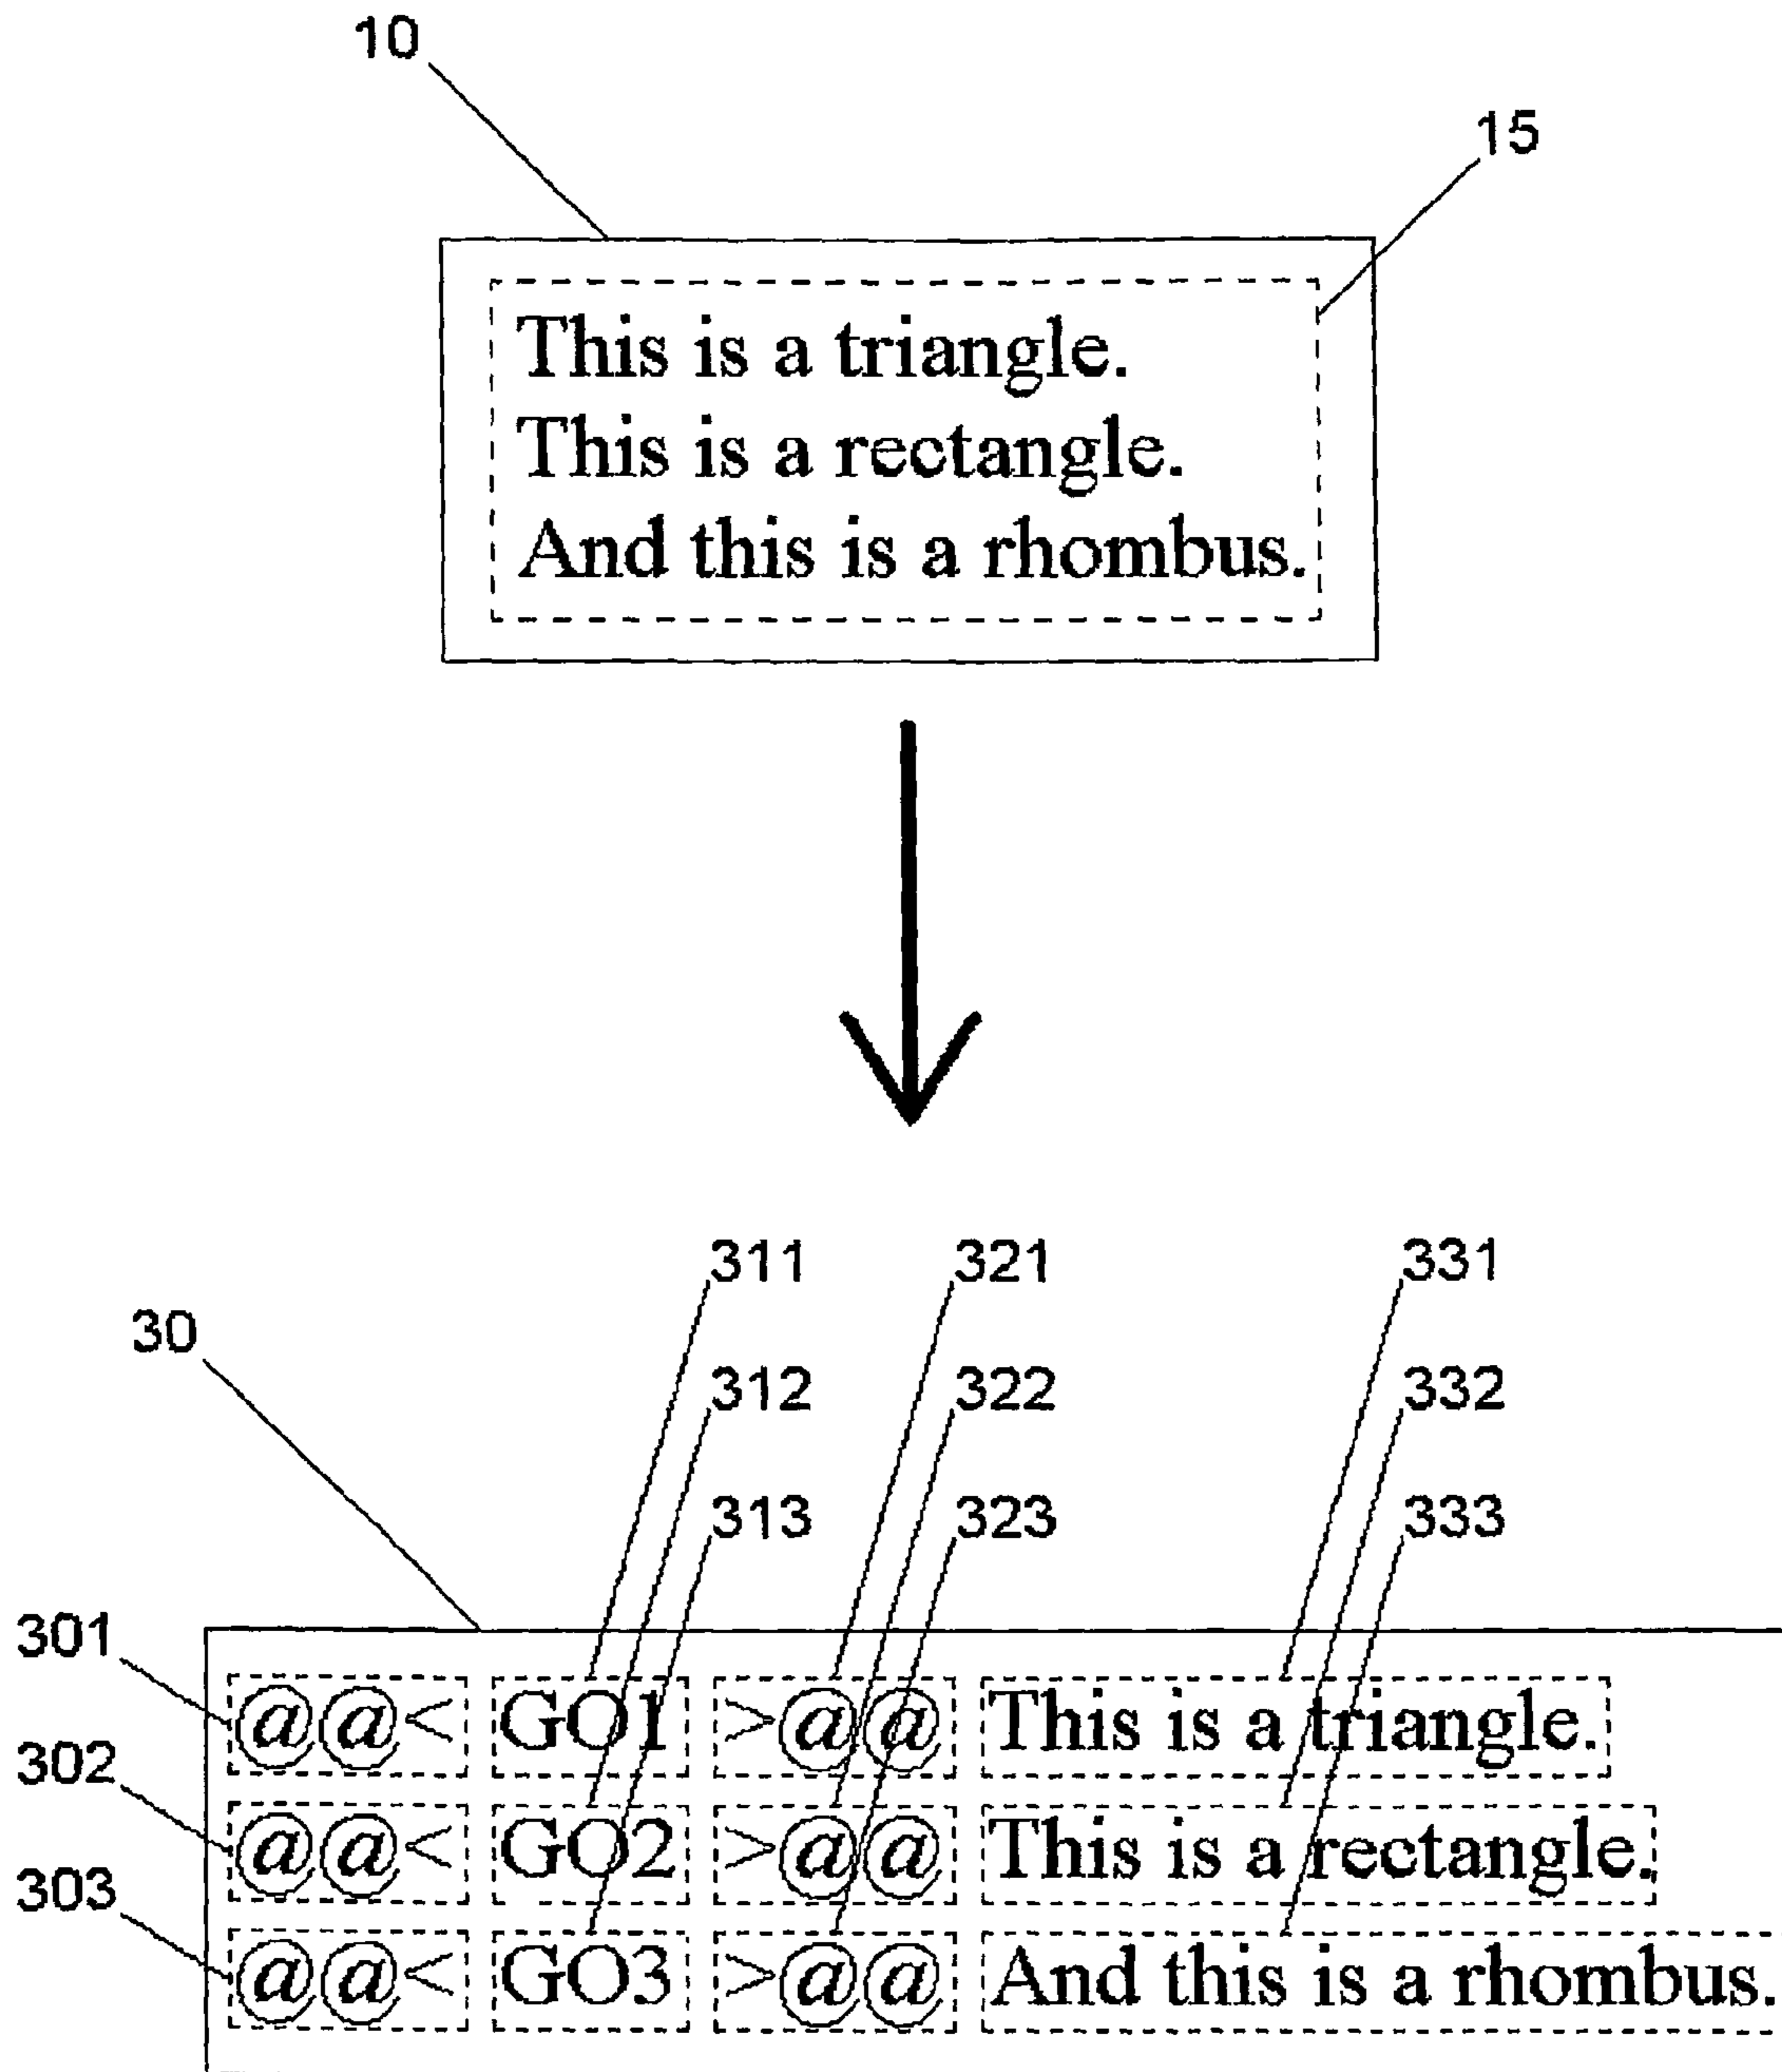 10
15
This is a triangle.
This is a rectangle.
And this is a rhombus.
311 321 331
30
312 322 332
313 323 333
301
@@< GO1 >@@ This is a triangle.
302
@@< GO2 >@@ This is a rectangle.
303
@@< GO3 >@@ And this is a rhombus.